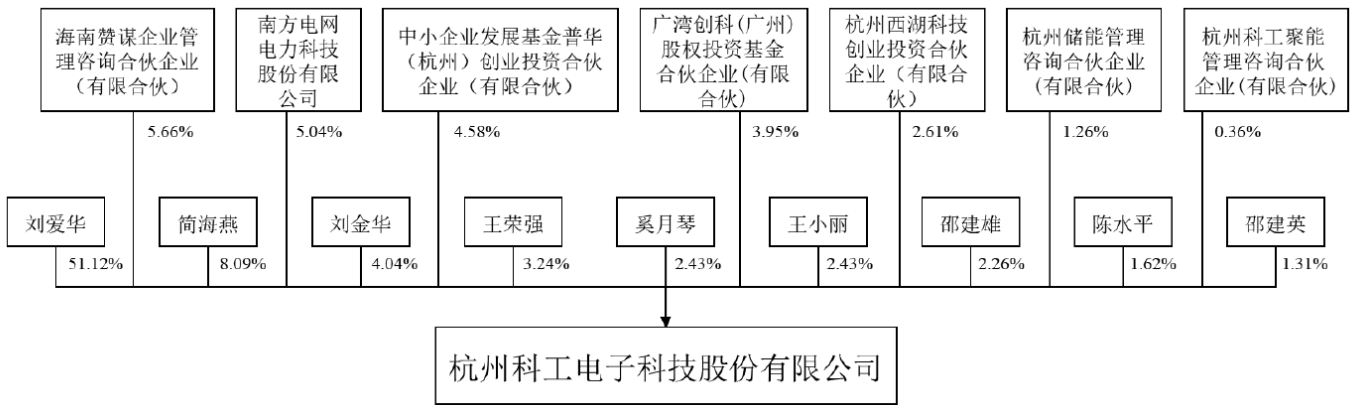 海南赞谋企业管
理咨询合伙企业
（有限合伙）
南方电网
电力科技
股份有限
公司
中小企业发展基金普华
（杭州）创业投资合伙
企业（有限合伙）
广湾创科(广州)
股权投资基金
合伙企业(有限
合伙)
杭州西湖科技
创业投资合伙
企业（有限合
伙）
杭州储能管理
咨询合伙企业
(有限合伙)
杭州科工聚能
管理咨询合伙
企业(有限合伙)
5.66%
5.04%
4.58%
3.95%
2.61%
1.26%
0.36%
刘爱华
简海燕
刘金华
王荣强
奚月琴
王小丽
邵建雄
陈水平
邵建英
51.12%
8.09%
4.04%
3.24%
2.43%
2.43%
2.26%
1.62%
1.31%
杭州科工电子科技股份有限公司